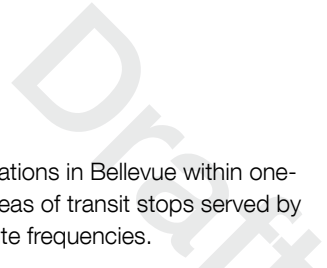 Draft
ations in Bellevue within one-
eas of transit stops served by
te frequencies.